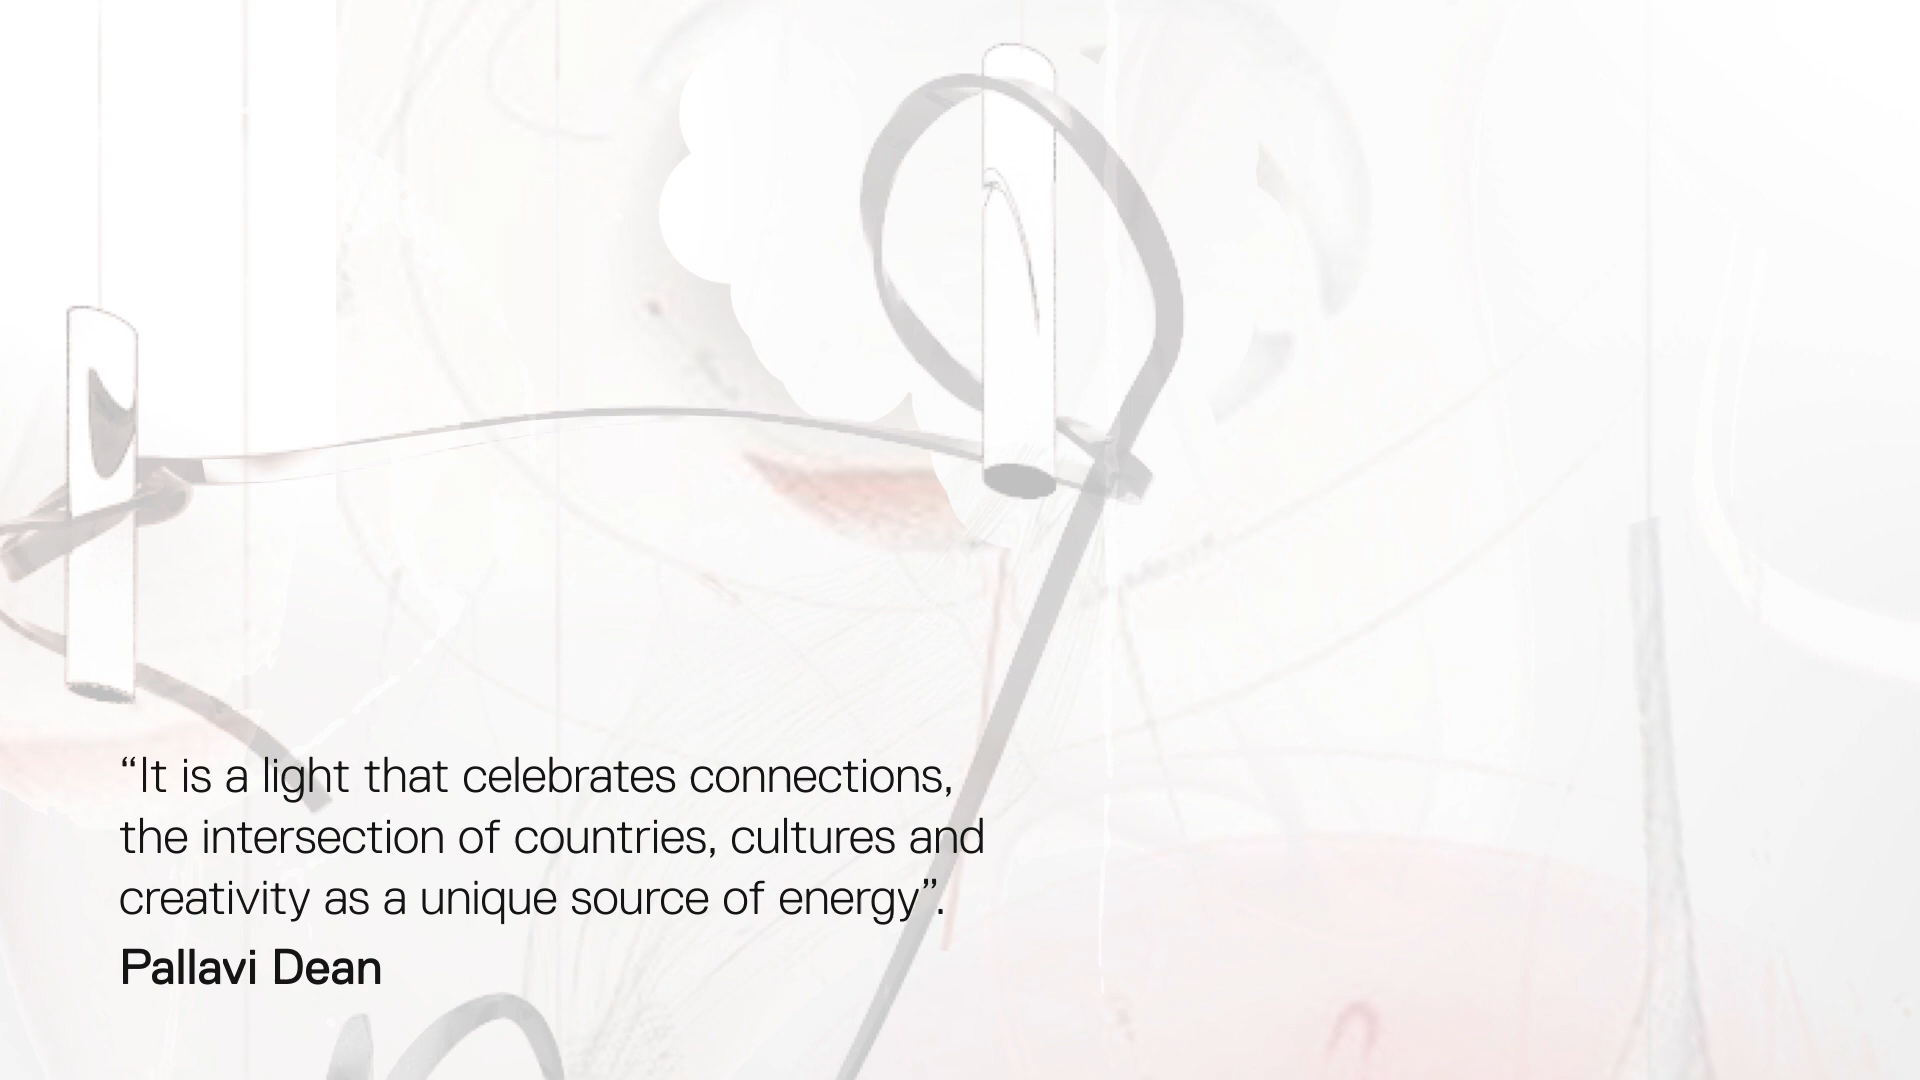 “It is a light that celebrates connections,
the intersection of countries, cultures and
creativity as a unique source of energy”.
Pallavi Dean